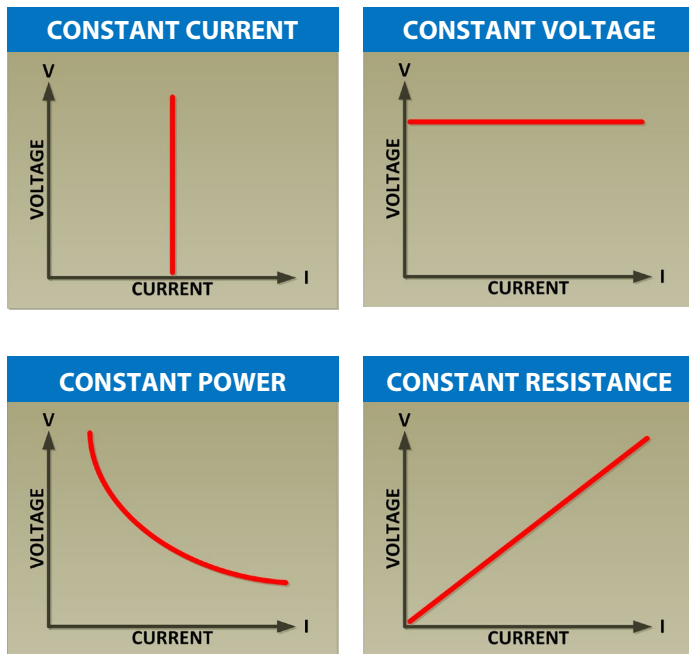 CONSTANT CURRENT
V
VOLTAGE
I
CURRENT
CONSTANT VOLTAGE
V
VOLTAGE
I
CURRENT
CONSTANT POWER
V
VOLTAGE
I
CURRENT
CONSTANT RESISTANCE
V
VOLTAGE
I
CURRENT